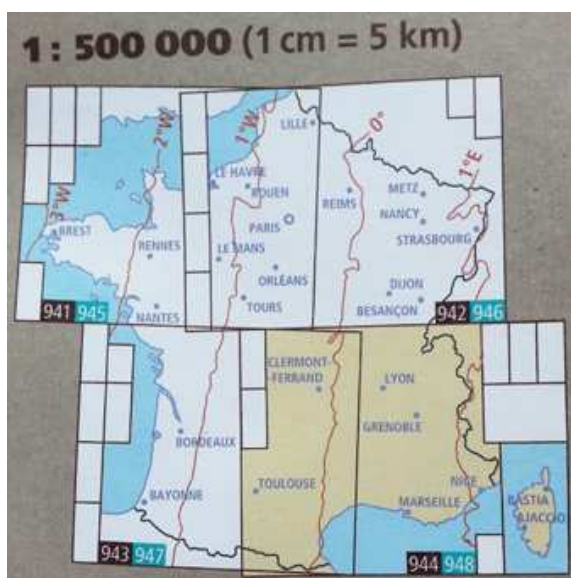 1 : 500 000 (1 cm = 5 km)
LILLE
2°W
1°W
0°
1°E
LE HAVRE
ROUEN
REIMS
METZ
NANCY
PARIS
STRASBOURG
BREST
RENNES
LE MANS
ORLÉANS
DIJON
TOURS
BESANÇON
941 945
NANTES
942 946
CLERMONT-
FERRAND
LYON
GRENOBLE
BORDEAUX
TOULOUSE
NICE
BAYONNE
MARSEILLE
BASTIA
AJACCIO
943 947
944 948